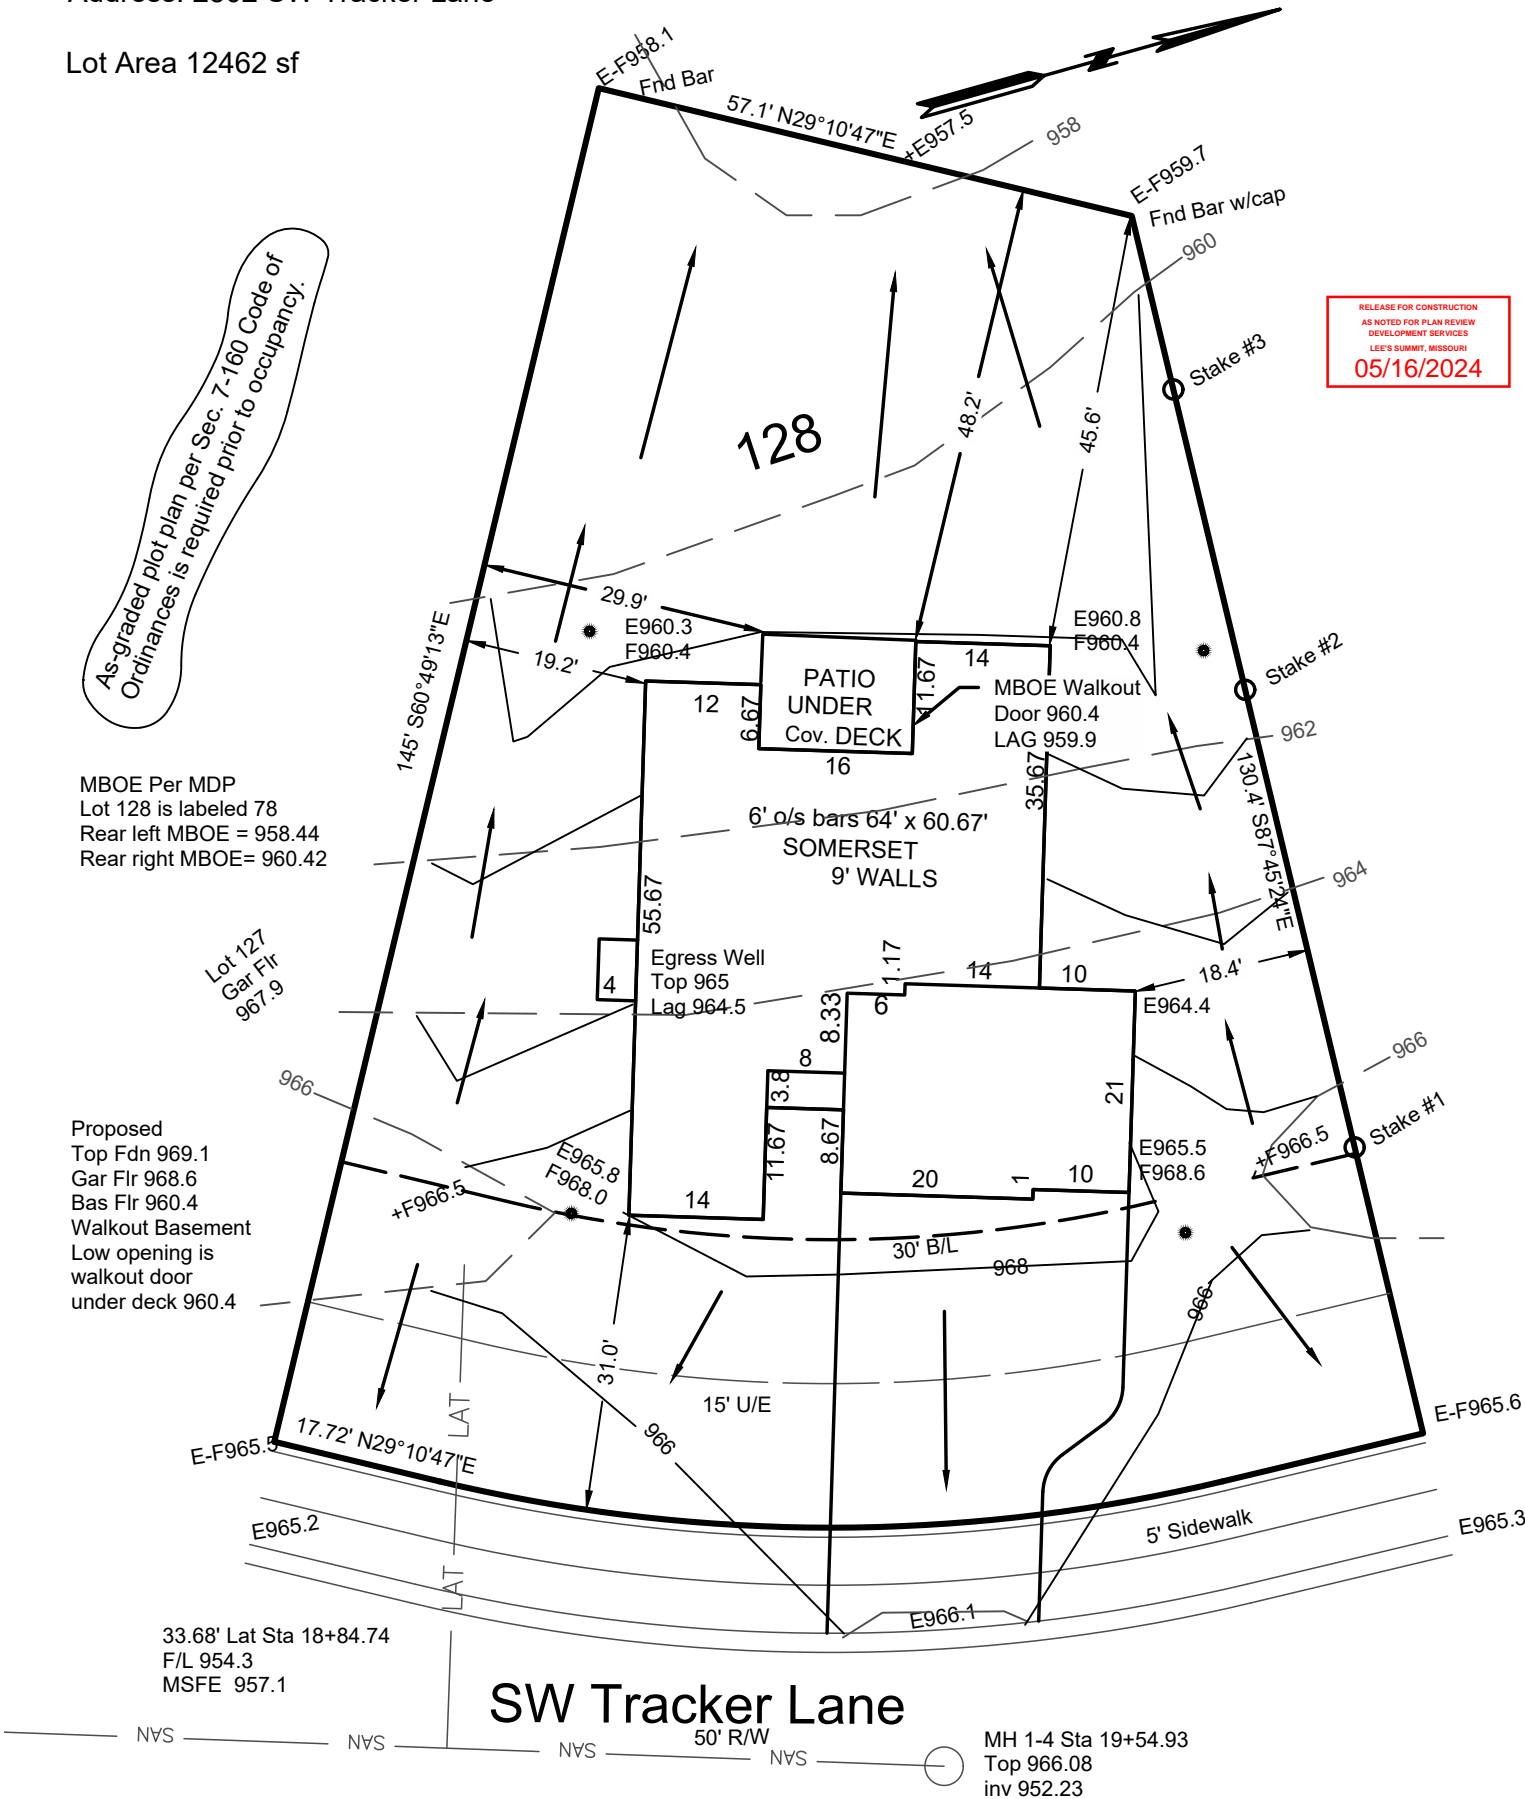 Lot Area 12462 sf
E-F958.1
Fnd Bar
57.1' N29°10'47"E
+E957.5
958
E-F959.7
Fnd Bar w/cap
960
N
As-graded plot plan per Sec. 7-160 Code of
Ordinances is required prior to occupancy.
RELEASE FOR CONSTRUCTION
AS NOTED FOR PLAN REVIEW
DEVELOPMENT SERVICES
LEE'S SUMMIT, MISSOURI
05/16/2024
Stake #3
128
48.2'
45.6'
29.9'
19.2'
E960.3
F960.4
E960.8
F960.4
145' S60°49'13"E
PATIO
UNDER
Cov. DECK
12
6.67
16
11.67
14
MBOE Walkout
Door 960.4
LAG 959.9
Stake #2
962
35.67
130.4' S87°45'24"E
MBOE Per MDP
Lot 128 is labeled 78
Rear left MBOE = 958.44
Rear right MBOE= 960.42
6' o/s bars 64' x 60.67'
SOMERSET
9' WALLS
964
55.67
Lot 127
Gar Flr
967.9
Egress Well
Top 965
Lag 964.5
4
1.17
14
10
18.4'
6
8.33
E964.4
966
966
8
3.8
21
Stake #1
Proposed
Top Fdn 969.1
Gar Flr 968.6
Bas Flr 960.4
Walkout Basement
Low opening is
walkout door
under deck 960.4
+F966.5
E965.8
F968.0
11.67
8.67
14
20
1
10
E965.5
F968.6
+F966.5
30' B/L
968
966
31.0'
15' U/E
966
LAT
E-F965.5
17.72' N29°10'47"E
E-F965.6
E965.2
5' Sidewalk
E965.3
LAT
E966.1
33.68' Lat Sta 18+84.74
F/L 954.3
MSFE 957.1
SW Tracker Lane
50' R/W
SAN
SAN
SAN
SAN
MH 1-4 Sta 19+54.93
Top 966.08
inv 952.23